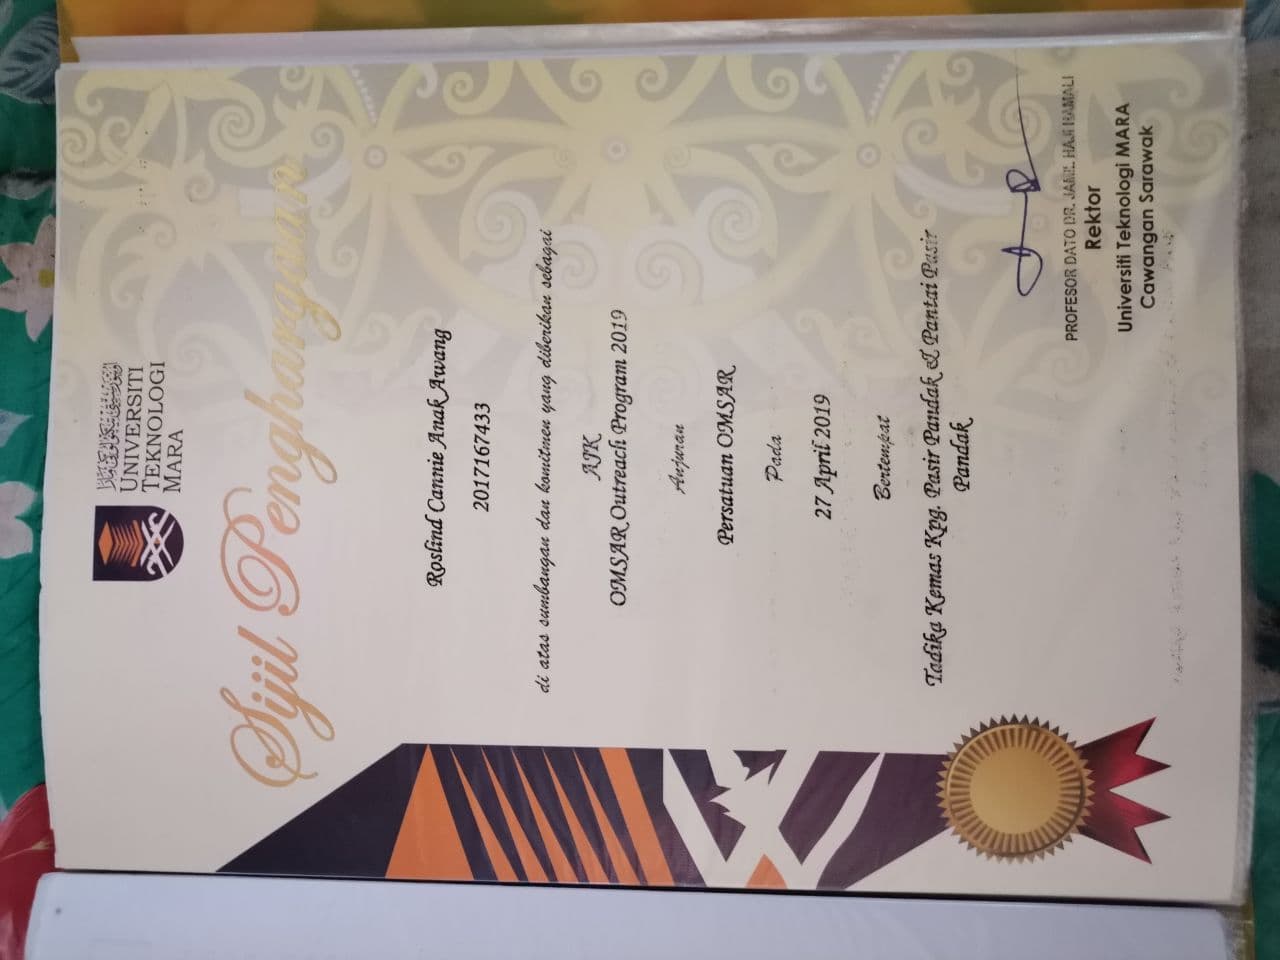 اونيۏرسيتي تيكنولوݢي مارا
UNIVERSITI
TEKNOLOGI
MARA
Sijil Penghargaan
Roslind Cannie Anak Awang
2017167433
di atas sumbangan dan komitmen yang diberikan sebagai
AJK
OMSAR Outreach Program 2019
Anjuran
Persatuan OMSAR
Pada
27 April 2019
Bertempat
Tadika Kemas Kpg. Pasir Pandak & Pantai Pasir
Pandak
PROFESOR DATO DR. JAMIL HAJI HAMALI
Rektor
Universiti Teknologi MARA
Cawangan Sarawak